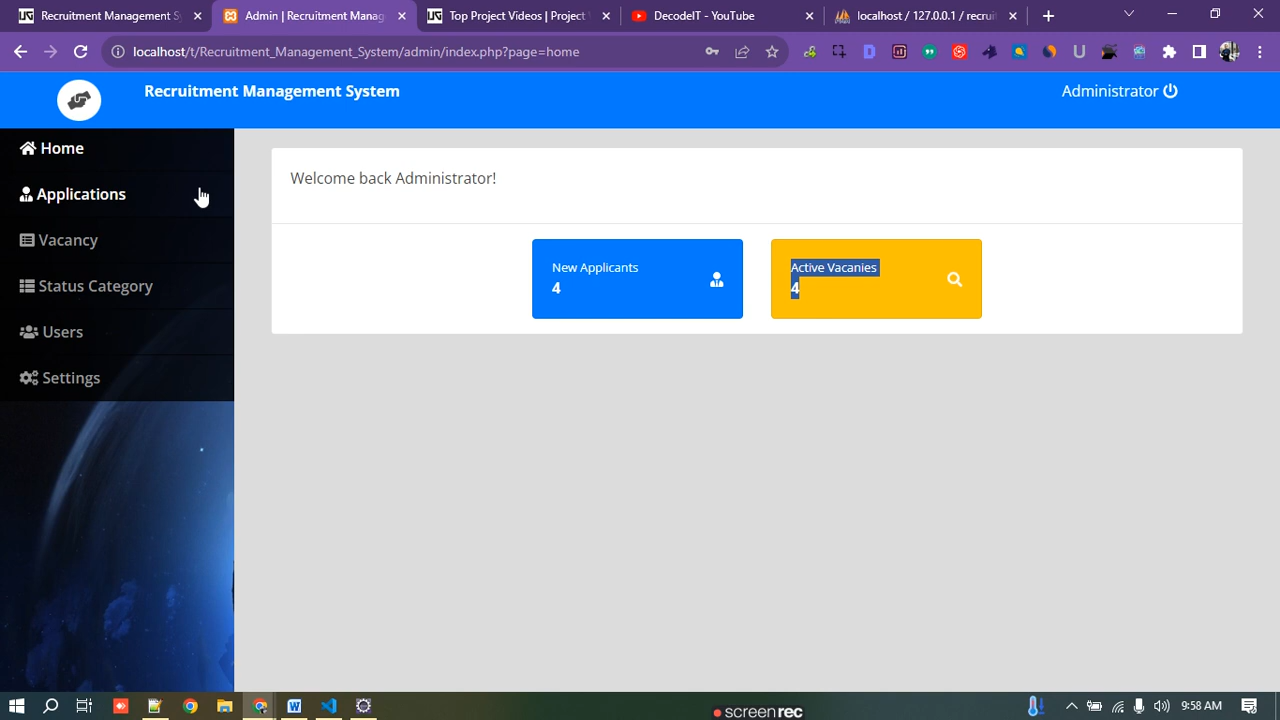 Recruitment Management S
Admin | Recruitment Manag
Top Project Videos | Project
DecodeIT - YouTube
localhost / 127.0.0.1 / recruit
localhost/t/Recruitment_Management_System/admin/index.php?page=home
Recruitment Management System
Administrator
Home
Applications
Vacancy
Status Category
Users
Settings
Welcome back Administrator!
New Applicants
4
Active Vacanies
4
screenrec
9:58 AM